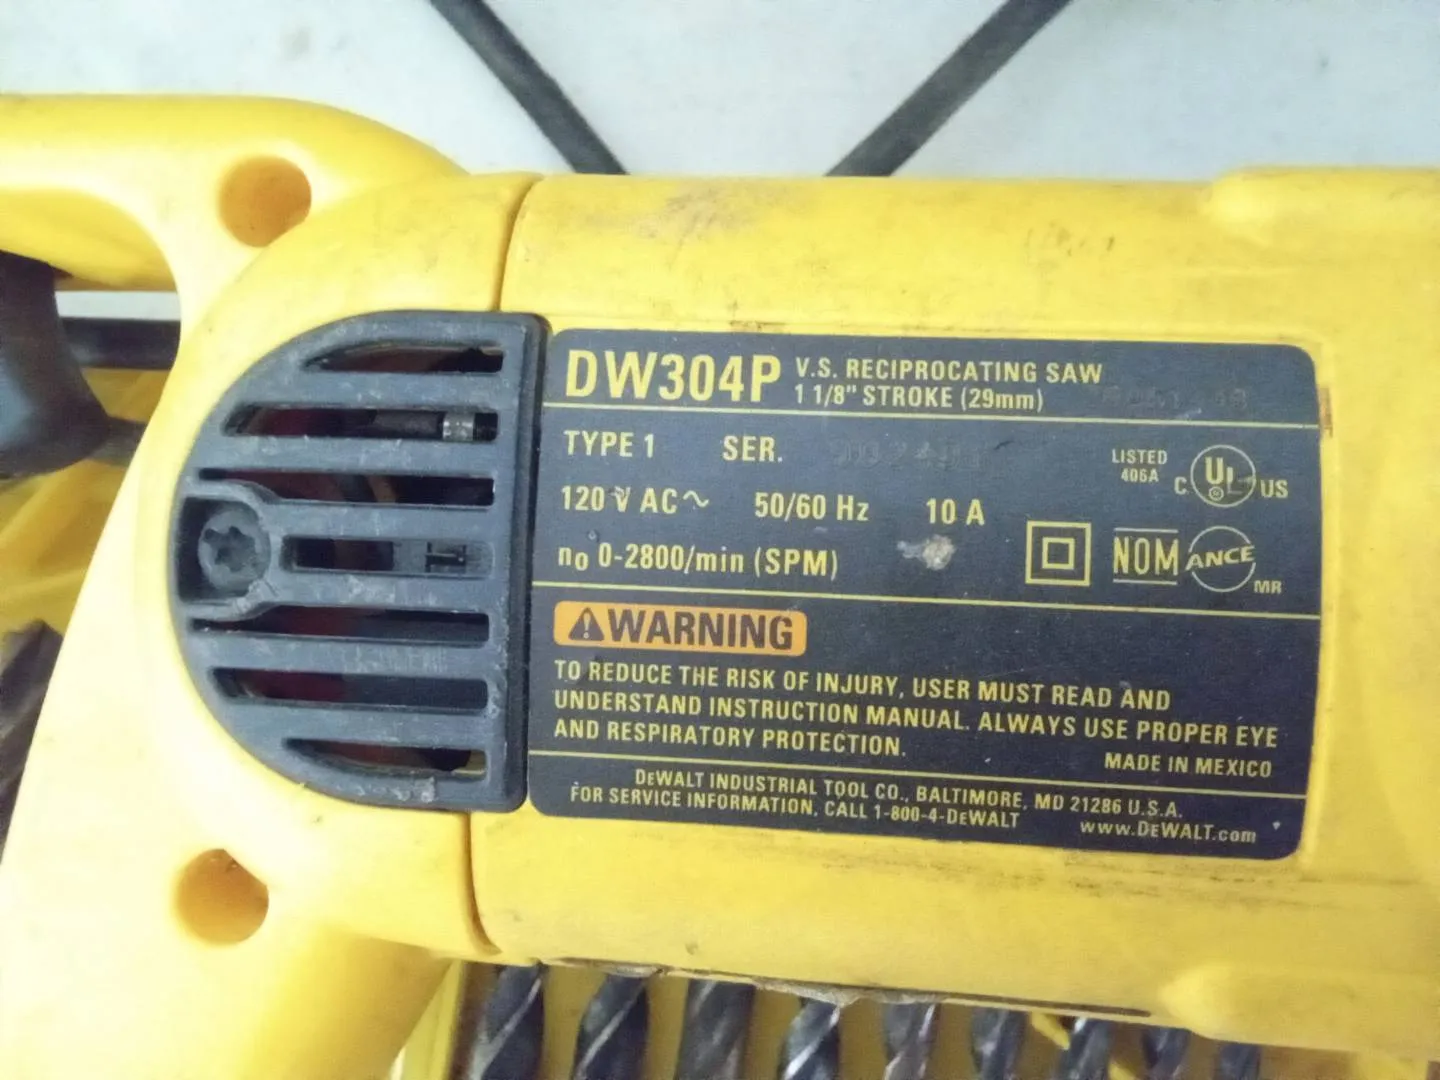 DW304P V.S. RECIPROCATING SAW
1 1/8" STROKE (29mm)
TYPE 1 SER.
LISTED
406A
C UL US
120 V AC~ 50/60 Hz 10 A
n₀ 0-2800/min (SPM)
NOM ANCE MR
⚠WARNING
TO REDUCE THE RISK OF INJURY, USER MUST READ AND
UNDERSTAND INSTRUCTION MANUAL. ALWAYS USE PROPER EYE
AND RESPIRATORY PROTECTION.
MADE IN MEXICO
DEWALT INDUSTRIAL TOOL CO., BALTIMORE, MD 21286 U.S.A.
FOR SERVICE INFORMATION, CALL 1-800-4-DEWALT
www.DEWALT.com